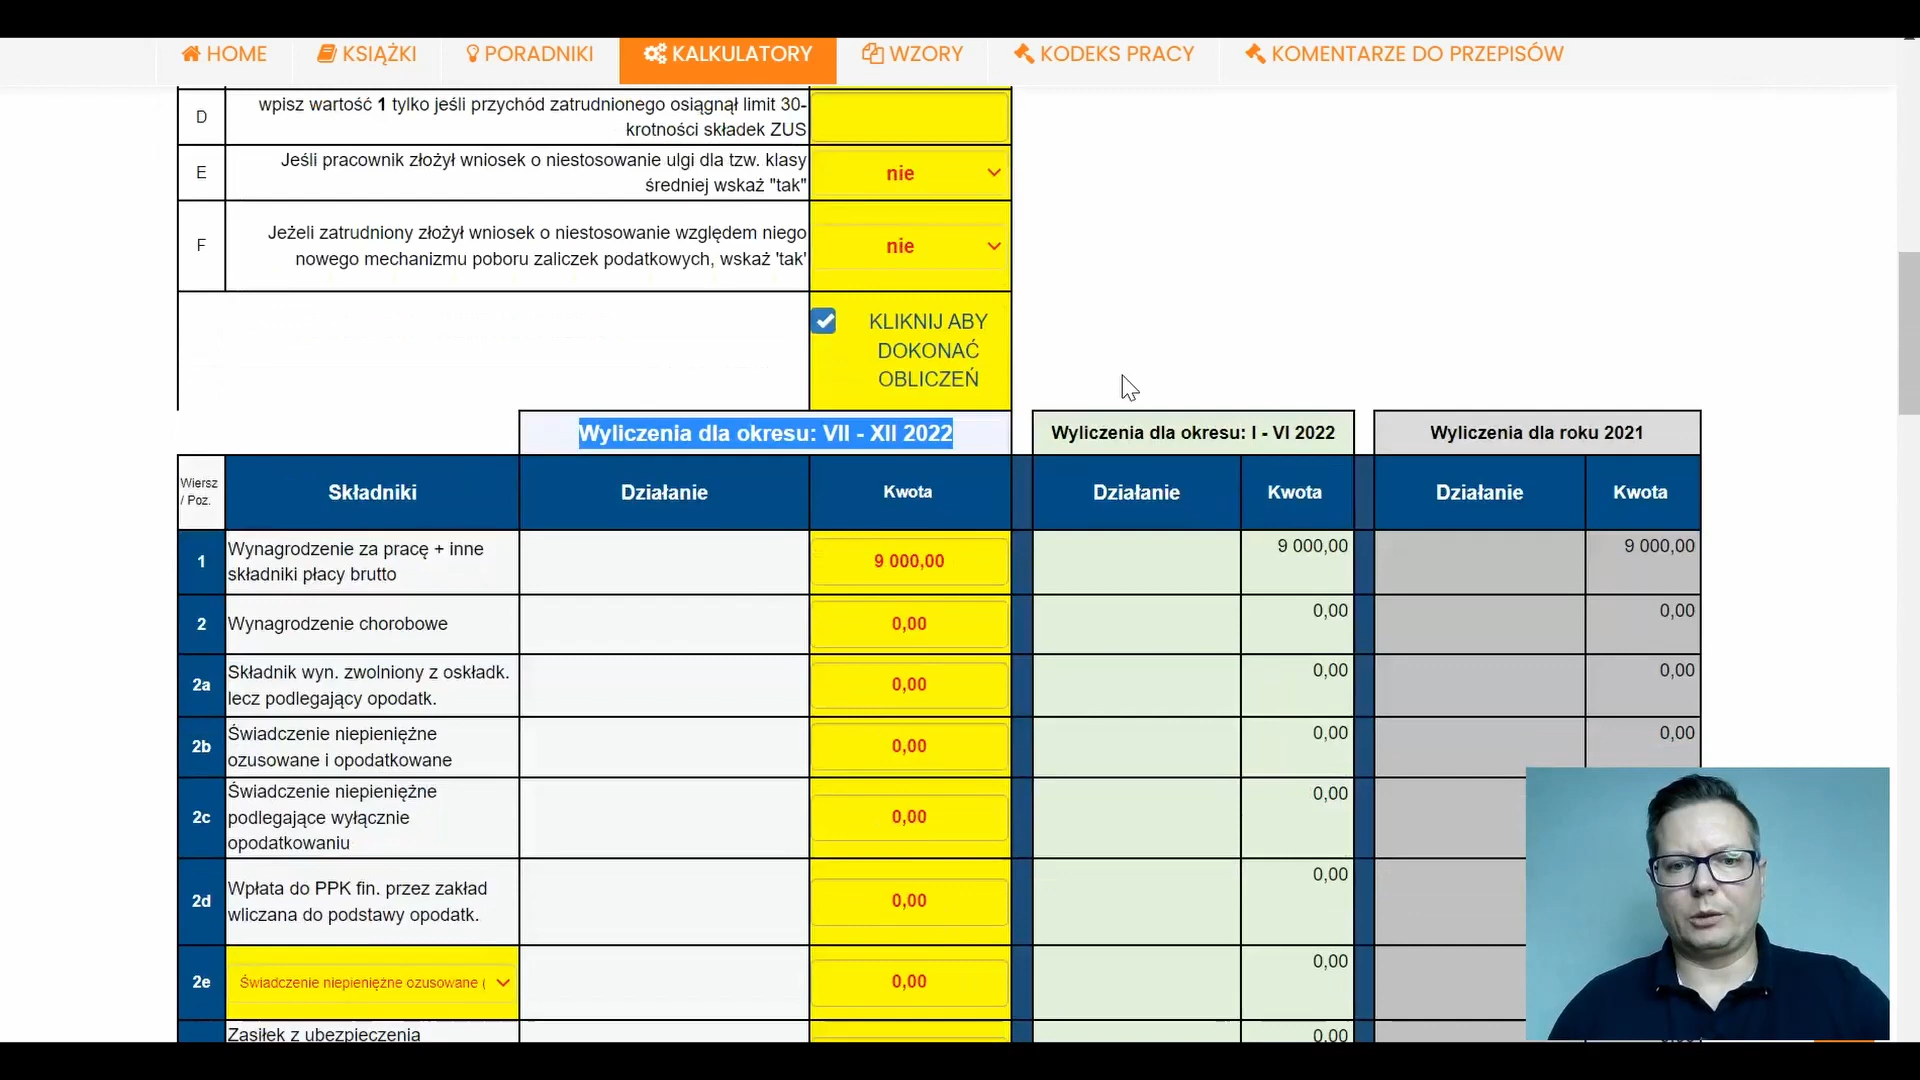 HOME
KSIĄŻKI
PORADNIKI
KALKULATORY
WZORY
KODEKS PRACY
KOMENTARZE DO PRZEPISÓW
D
wpisz wartość 1 tylko jeśli przychód zatrudnionego osiągnął limit 30-
krotności składek ZUS
E
Jeśli pracownik złożył wniosek o niestosowanie ulgi dla tzw. klasy
średniej wskaż "tak"
nie
F
Jeżeli zatrudniony złożył wniosek o niestosowanie względem niego
nowego mechanizmu poboru zaliczek podatkowych, wskaż 'tak'
nie
KLIKNIJ ABY
DOKONAĆ
OBLICZEŃ
Wyliczenia dla okresu: VII - XII 2022
Wyliczenia dla okresu: I - VI 2022
Wyliczenia dla roku 2021
Wiersz
/ Poz.
Składniki
Działanie
Kwota
Działanie
Kwota
Działanie
Kwota
1
Wynagrodzenie za pracę + inne
składniki płacy brutto
9 000,00
9 000,00
9 000,00
2
Wynagrodzenie chorobowe
0,00
0,00
0,00
2a
Składnik wyn. zwolniony z oskładk.
lecz podlegający opodatk.
0,00
0,00
0,00
2b
Świadczenie niepieniężne
ozusowane i opodatkowane
0,00
0,00
0,00
2c
Świadczenie niepieniężne
podlegające wyłącznie
opodatkowaniu
0,00
0,00
2d
Wpłata do PPK fin. przez zakład
wliczana do podstawy opodatk.
0,00
0,00
2e
Świadczenie niepieniężne ozusowane (
0,00
0,00
Zasiłek z ubezpieczenia
0,00